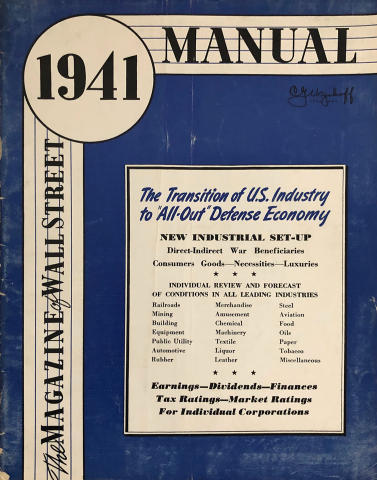 1941
MANUAL
The MAGAZINE of WALL STREET
The Transition of U.S. Industry
to "All-Out" Defense Economy
NEW INDUSTRIAL SET-UP
Direct-Indirect War Beneficiaries
Consumers Goods—Necessities—Luxuries
★ ★ ★
INDIVIDUAL REVIEW AND FORECAST
OF CONDITIONS IN ALL LEADING INDUSTRIES
Railroads Merchandise Steel
Mining Amusement Aviation
Building Chemical Food
Equipment Machinery Oils
Public Utility Textile Paper
Automotive Liquor Tobacco
Rubber Leather Miscellaneous
★ ★ ★
Earnings—Dividends—Finances
Tax Ratings—Market Ratings
For Individual Corporations